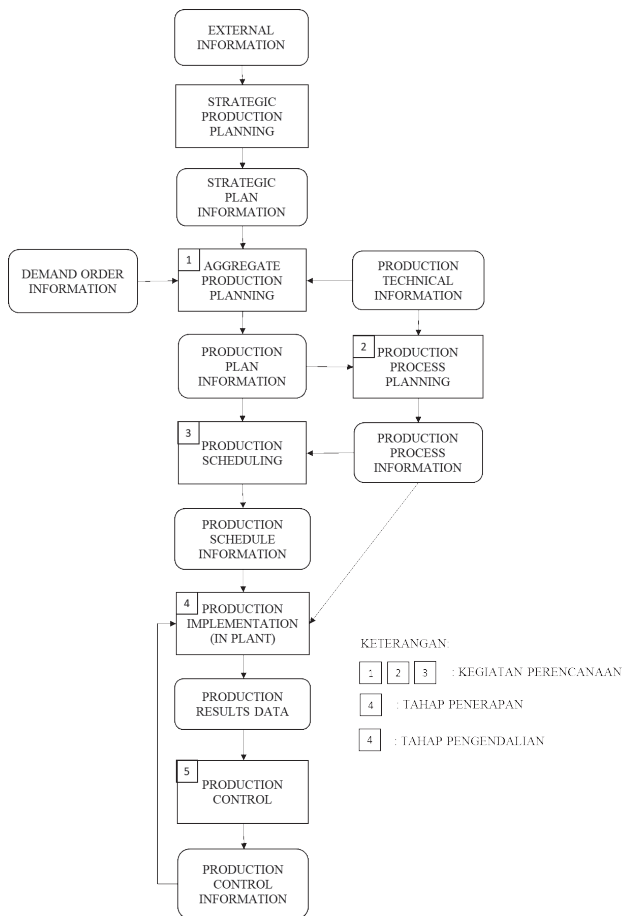 EXTERNAL
INFORMATION
STRATEGIC
PRODUCTION
PLANNING
STRATEGIC
PLAN
INFORMATION
DEMAND ORDER
INFORMATION
1
AGGREGATE
PRODUCTION
PLANNING
PRODUCTION
TECHNICAL
INFORMATION
PRODUCTION
PLAN
INFORMATION
2
PRODUCTION
PROCESS
PLANNING
3
PRODUCTION
SCHEDULING
PRODUCTION
PROCESS
INFORMATION
PRODUCTION
SCHEDULE
INFORMATION
4
PRODUCTION
IMPLEMENTATION
(IN PLANT)
PRODUCTION
RESULTS DATA
5
PRODUCTION
CONTROL
PRODUCTION
CONTROL
INFORMATION
KETERANGAN:
1 2 3 : KEGIATAN PERENCANAAN
4 : TAHAP PENERAPAN
4 : TAHAP PENGENDALIAN